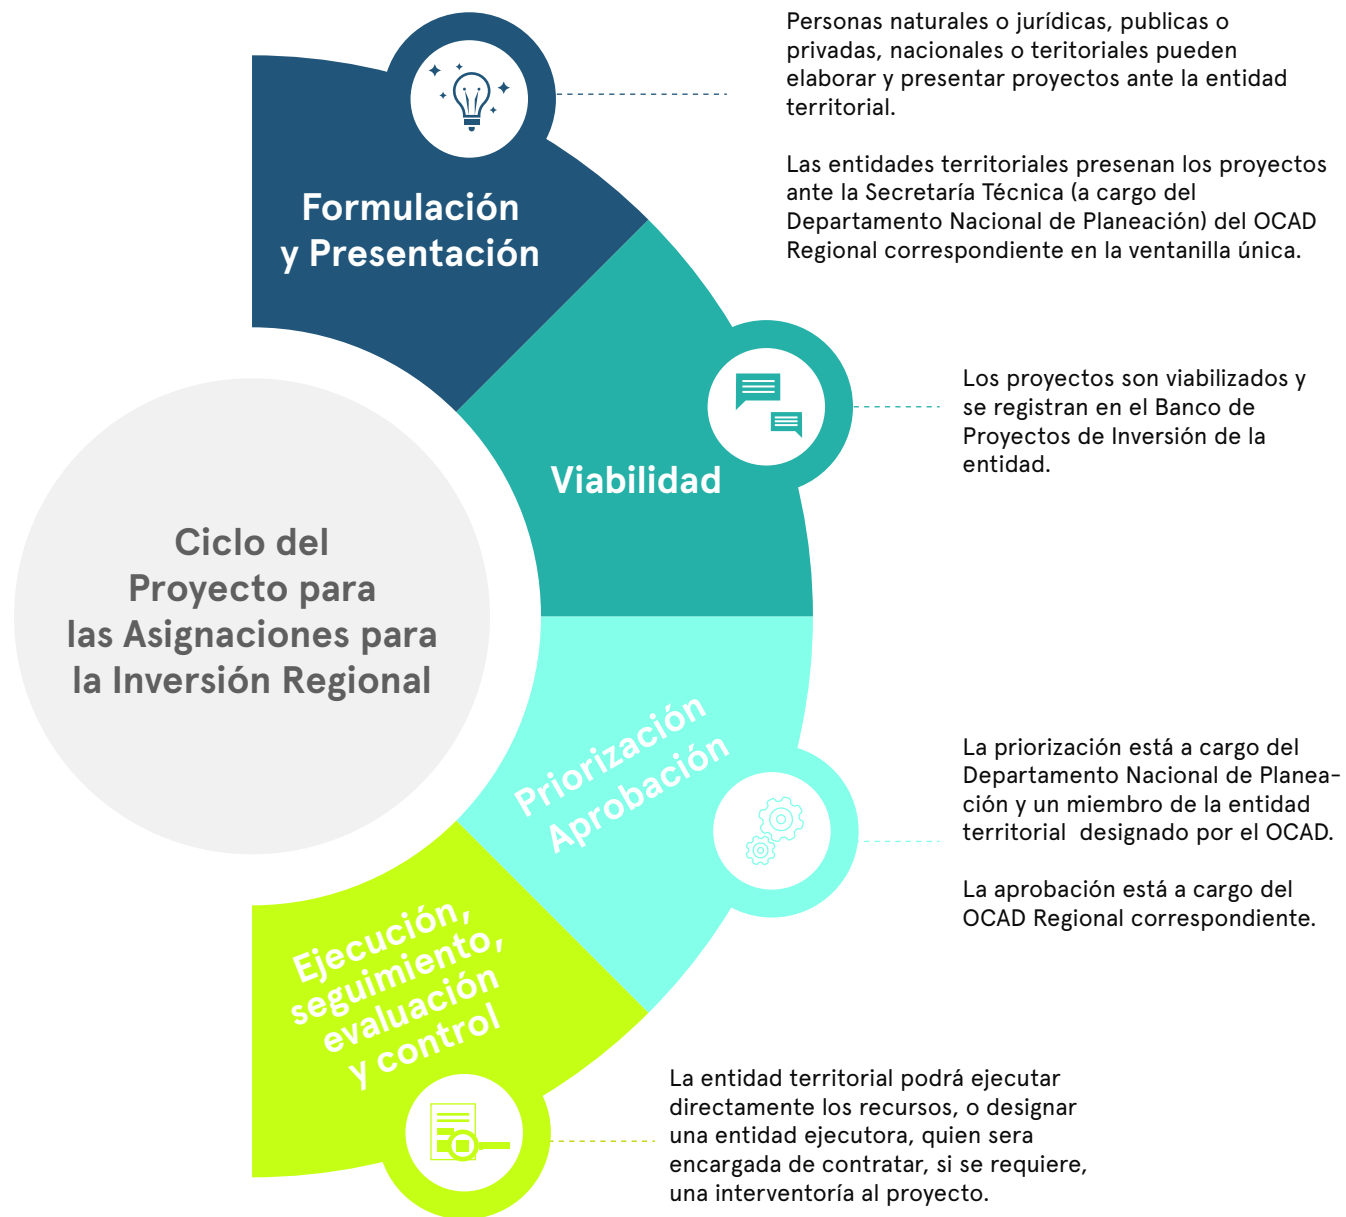 Ciclo del
Proyecto para
las Asignaciones para
la Inversión Regional
Formulación
y Presentación
Personas naturales o jurídicas, publicas o
privadas, nacionales o teritoriales pueden
elaborar y presentar proyectos ante la entidad
territorial.
Las entidades territoriales presenan los proyectos
ante la Secretaría Técnica (a cargo del
Departamento Nacional de Planeación) del OCAD
Regional correspondiente en la ventanilla única.
Viabilidad
Los proyectos son viabilizados y
se registran en el Banco de
Proyectos de Inversión de la
entidad.
Priorización
Aprobación
La priorización está a cargo del
Departamento Nacional de Planea-
ción y un miembro de la entidad
territorial  designado por el OCAD.
La aprobación está a cargo del
OCAD Regional correspondiente.
Ejecución,
seguimiento,
evaluación
y control
La entidad territorial podrá ejecutar
directamente los recursos, o designar
una entidad ejecutora, quien sera
encargada de contratar, si se requiere,
una interventoría al proyecto.